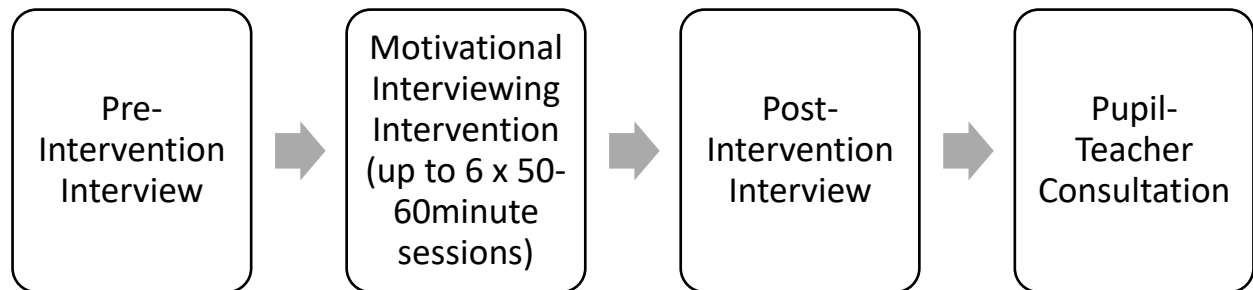 Pre-
Intervention
Interview
Motivational
Interviewing
Intervention
(up to 6 x 50-
60minute
sessions)
Post-
Intervention
Interview
Pupil-
Teacher
Consultation